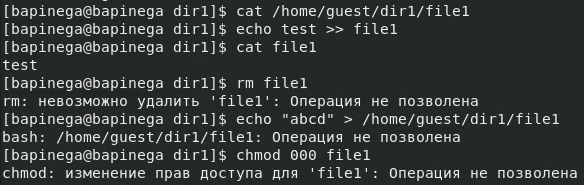 [bapinega@bapinega dir1]$ cat /home/guest/dir1/file1
[bapinega@bapinega dir1]$ echo test >> file1
[bapinega@bapinega dir1]$ cat file1
test
[bapinega@bapinega dir1]$ rm file1
rm: невозможно удалить 'file1': Операция не позволена
[bapinega@bapinega dir1]$ echo "abcd" > /home/guest/dir1/file1
bash: /home/guest/dir1/file1: Операция не позволена
[bapinega@bapinega dir1]$ chmod 000 file1
chmod: изменение прав доступа для 'file1': Операция не позволена